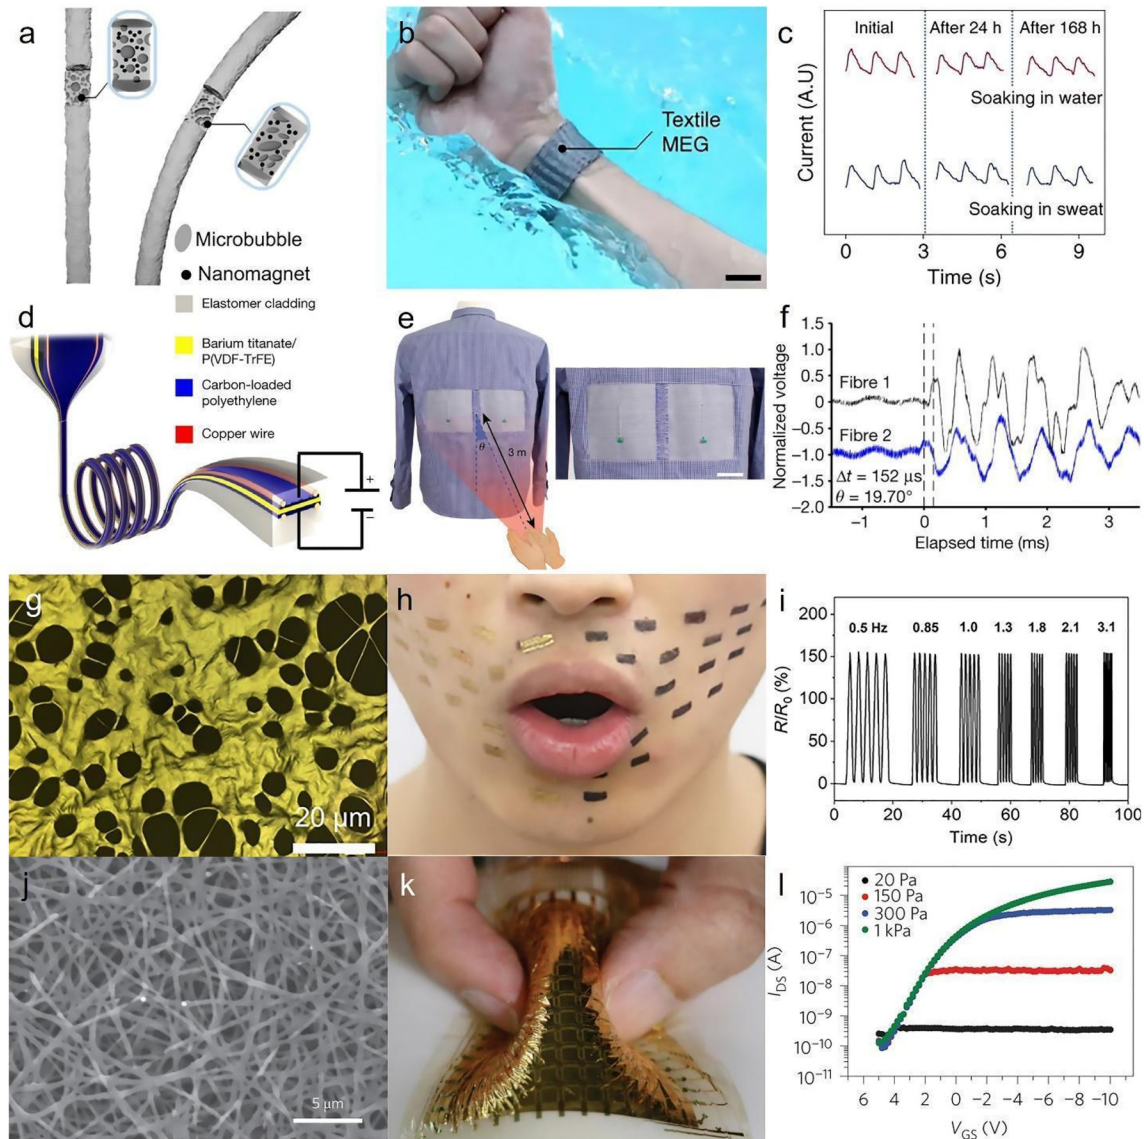 a
Microbubble
Nanomagnet
b
Textile
MEG
c
Initial
After 24 h
After 168 h
Soaking in water
Soaking in sweat
Current (A.U)
0
3
6
9
Time (s)
d
Elastomer cladding
Barium titanate/
P(VDF-TrFE)
Carbon-loaded
polyethylene
Copper wire
+
–
e
θ
3 m
f
Normalized voltage
1.5
1.0
0.5
0
–0.5
–1.0
–1.5
–2.0
Fibre 1
Fibre 2
Δt = 152 μs
θ = 19.70°
–1
0
1
2
3
Elapsed time (ms)
g
20 μm
h
i
R/R0 (%)
200
150
100
50
0
0.5 Hz
0.85
1.0
1.3
1.8
2.1
3.1
0
20
40
60
80
100
Time (s)
j
5 μm
k
l
20 Pa
150 Pa
300 Pa
1 kPa
IDS (A)
10⁻⁵
10⁻⁶
10⁻⁷
10⁻⁸
10⁻⁹
10⁻¹⁰
10⁻¹¹
6 4 2 0 –2 –4 –6 –8 –10
VGS (V)